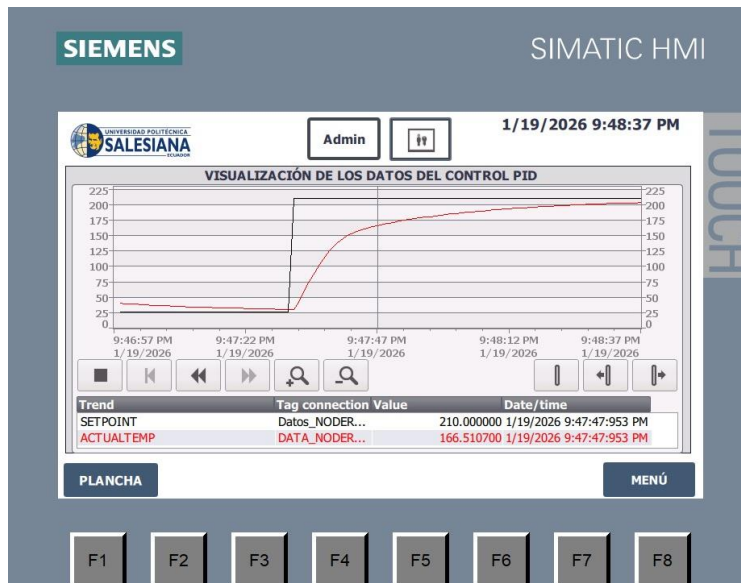 SIEMENS
SIMATIC HMI
TOUCH
UNIVERSIDAD POLITÉCNICA
SALESIANA
ECUADOR
Admin
1/19/2026 9:48:37 PM
VISUALIZACIÓN DE LOS DATOS DEL CONTROL PID
225 225
200 200
175 175
150 150
125 125
100 100
75 75
50 50
25 25
0 0
9:46:57 PM 9:47:22 PM 9:47:47 PM 9:48:12 PM 9:48:37 PM
1/19/2026 1/19/2026 1/19/2026 1/19/2026 1/19/2026
Trend Tag connection Value Date/time
SETPOINT Datos_NODER... 210.000000 1/19/2026 9:47:47:953 PM
ACTUALTEMP DATA_NODER... 166.510700 1/19/2026 9:47:47:953 PM
PLANCHA MENÚ
F1 F2 F3 F4 F5 F6 F7 F8